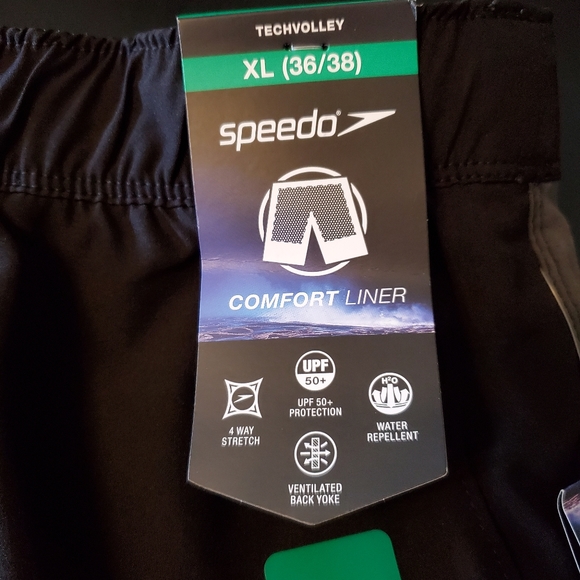 TECHVOLLEY
XL (36/38)
speedo
COMFORT LINER
UPF
50+
UPF 50+
PROTECTION
4 WAY
STRETCH
H²O
WATER
REPELLENT
VENTILATED
BACK YOKE